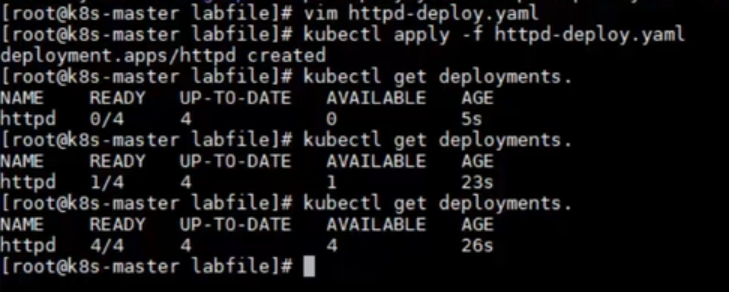 [root@k8s-master labfile]# vim httpd-deploy.yaml
[root@k8s-master labfile]# kubectl apply -f httpd-deploy.yaml
deployment.apps/httpd created
[root@k8s-master labfile]# kubectl get deployments.
NAME READY UP-TO-DATE AVAILABLE AGE
httpd 0/4 4 0 5s
[root@k8s-master labfile]# kubectl get deployments.
NAME READY UP-TO-DATE AVAILABLE AGE
httpd 1/4 4 1 23s
[root@k8s-master labfile]# kubectl get deployments.
NAME READY UP-TO-DATE AVAILABLE AGE
httpd 4/4 4 4 26s
[root@k8s-master labfile]#